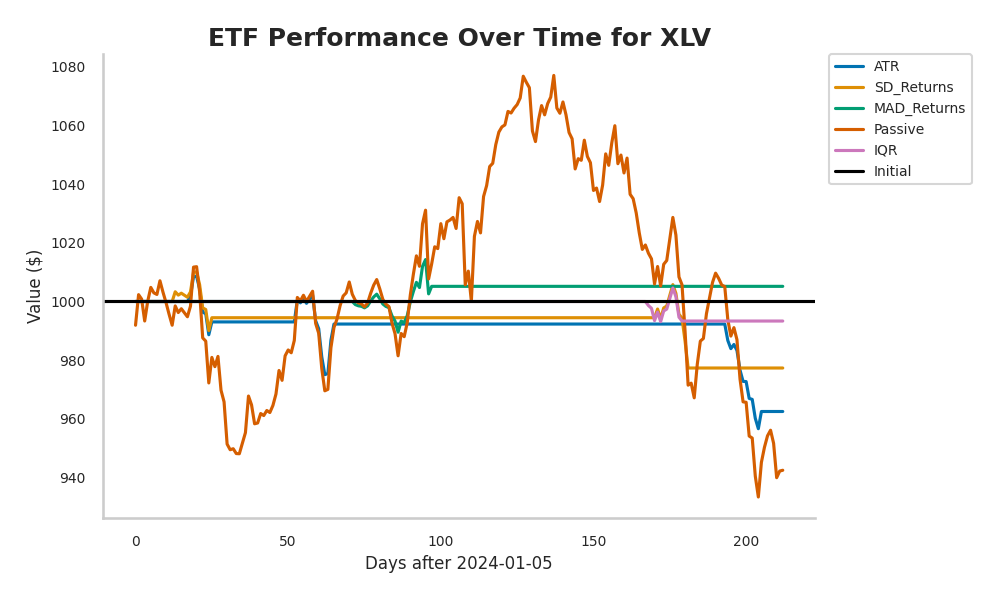 ETF Performance Over Time for XLV
1080
1060
1040
1020
1000
980
960
940
Value ($)
0
50
100
150
200
Days after 2024-01-05
ATR
SD_Returns
MAD_Returns
Passive
IQR
Initial